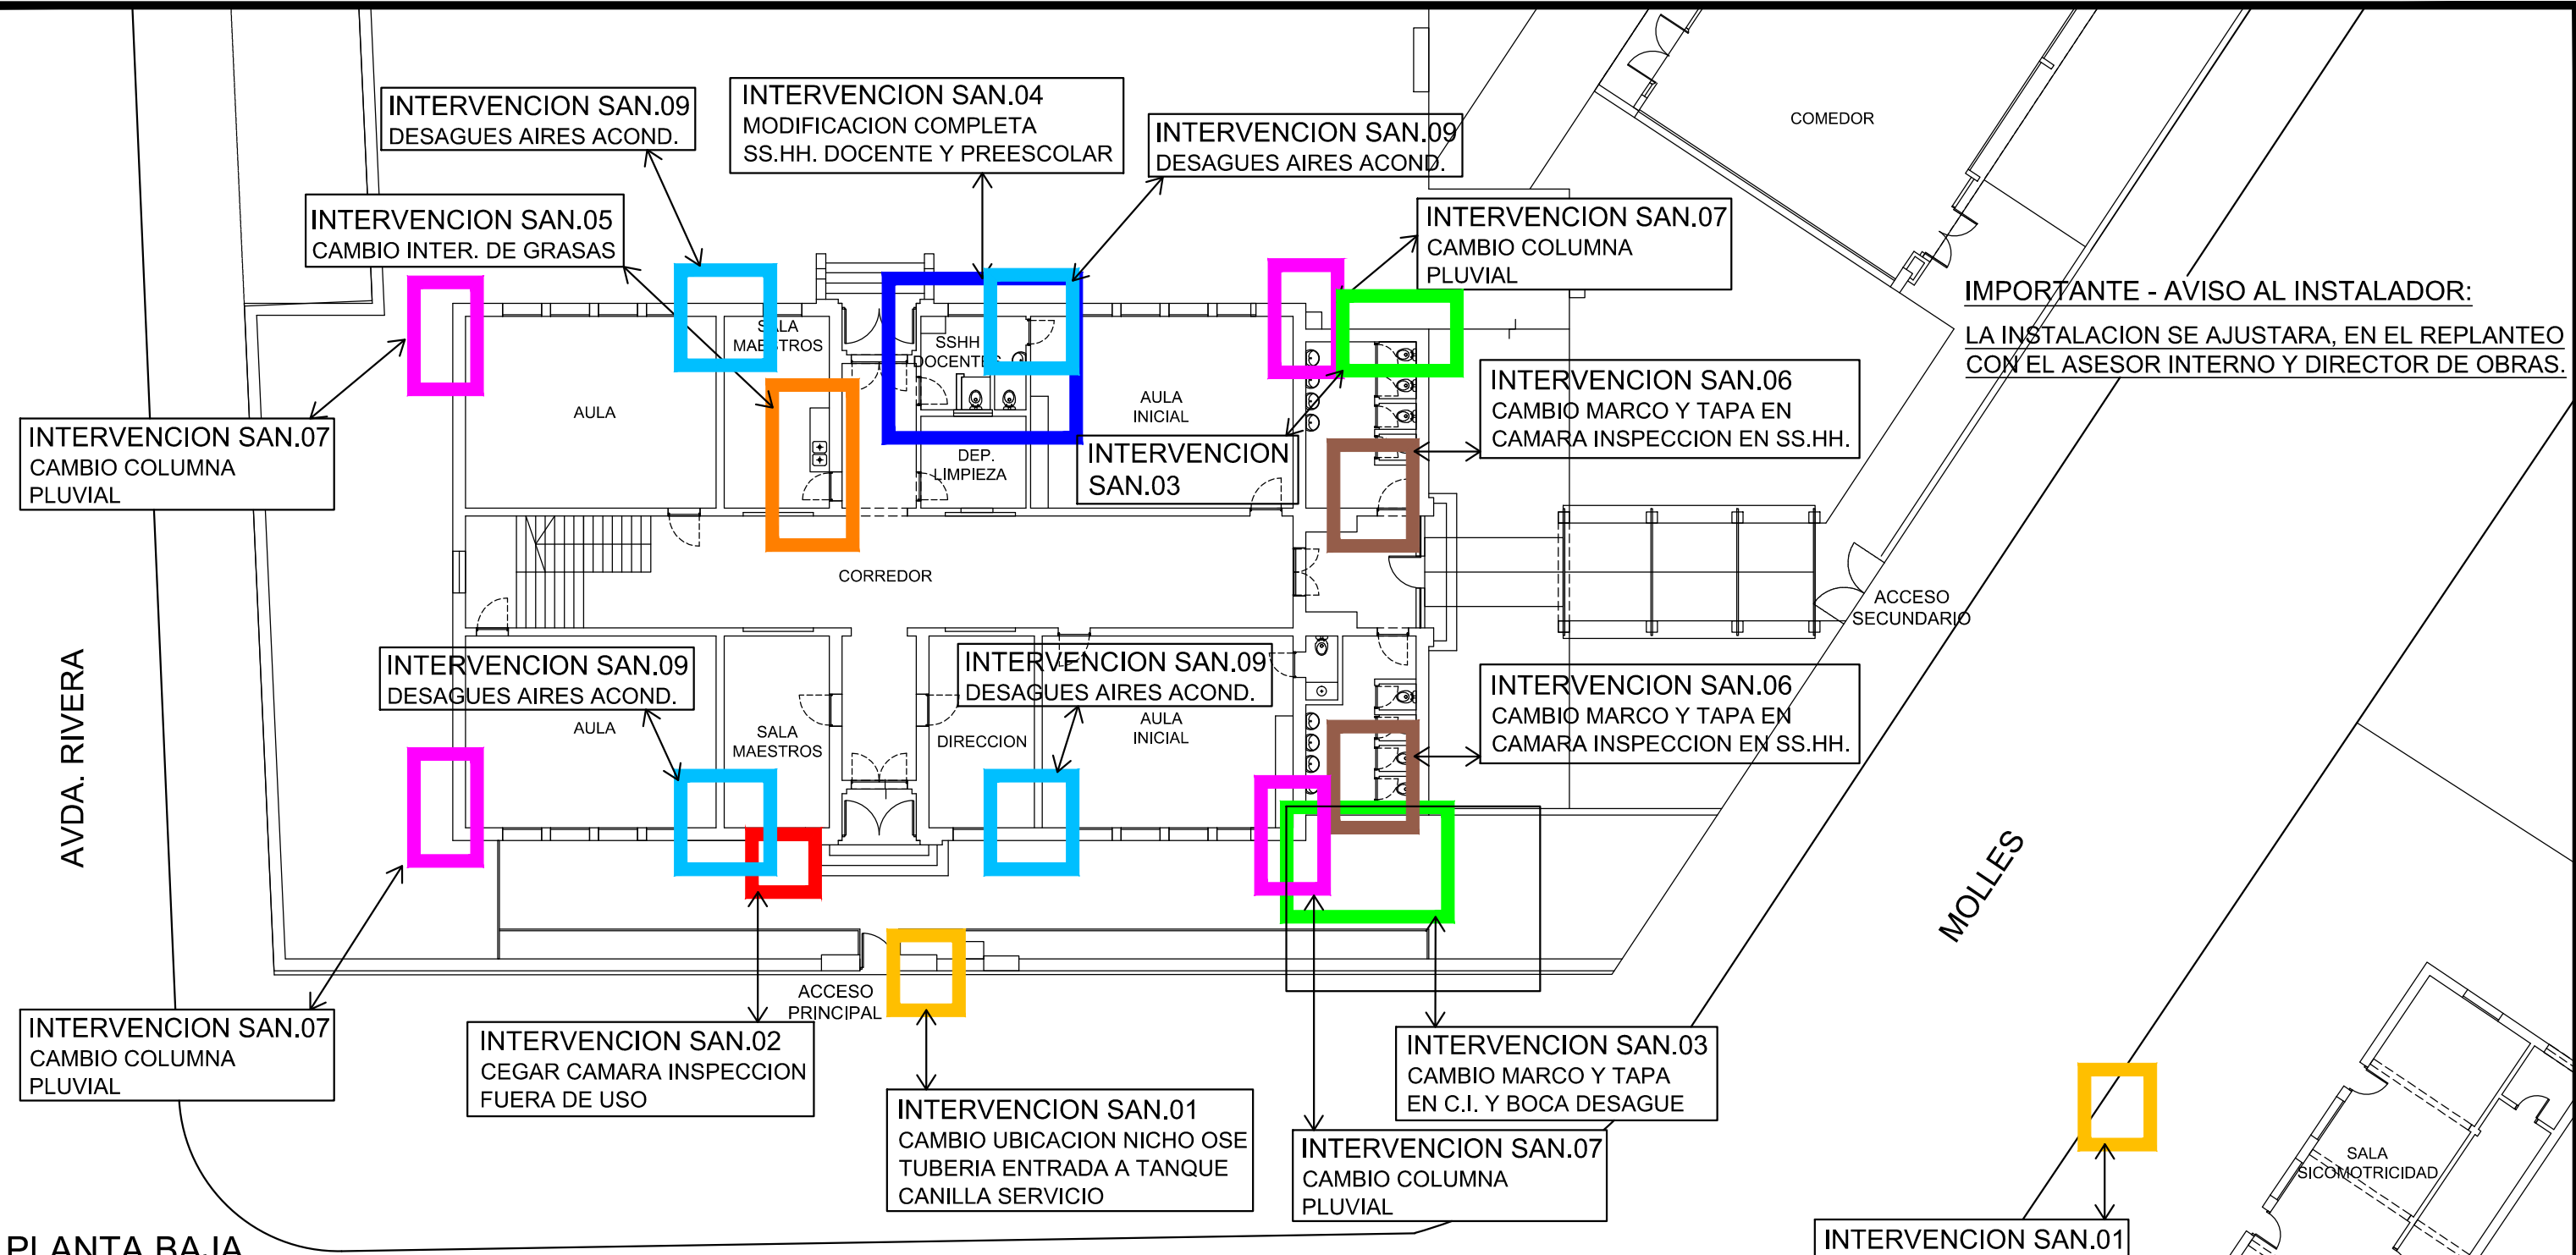 INTERVENCION SAN.09
DESAGUES AIRES ACOND.
INTERVENCION SAN.04
MODIFICACION COMPLETA
SS.HH. DOCENTE Y PREESCOLAR
INTERVENCION SAN.09
DESAGUES AIRES ACOND.
COMEDOR
INTERVENCION SAN.05
CAMBIO INTER. DE GRASAS
INTERVENCION SAN.07
CAMBIO COLUMNA
PLUVIAL
IMPORTANTE - AVISO AL INSTALADOR:
LA INSTALACION SE AJUSTARA, EN EL REPLANTEO
CON EL ASESOR INTERNO Y DIRECTOR DE OBRAS.
SALA
MAESTROS
SSHH
DOCENTES
AULA
AULA
INICIAL
INTERVENCION SAN.06
CAMBIO MARCO Y TAPA EN
CAMARA INSPECCION EN SS.HH.
INTERVENCION SAN.07
CAMBIO COLUMNA
PLUVIAL
DEP.
LIMPIEZA
INTERVENCION
SAN.03
CORREDOR
ACCESO
SECUNDARIO
AVDA. RIVERA
INTERVENCION SAN.09
DESAGUES AIRES ACOND.
INTERVENCION SAN.09
DESAGUES AIRES ACOND.
INTERVENCION SAN.06
CAMBIO MARCO Y TAPA EN
CAMARA INSPECCION EN SS.HH.
AULA
SALA
MAESTROS
DIRECCION
AULA
INICIAL
MOLLES
ACCESO
PRINCIPAL
INTERVENCION SAN.07
CAMBIO COLUMNA
PLUVIAL
INTERVENCION SAN.02
CEGAR CAMARA INSPECCION
FUERA DE USO
INTERVENCION SAN.01
CAMBIO UBICACION NICHO OSE
TUBERIA ENTRADA A TANQUE
CANILLA SERVICIO
INTERVENCION SAN.03
CAMBIO MARCO Y TAPA
EN C.I. Y BOCA DESAGUE
INTERVENCION SAN.07
CAMBIO COLUMNA
PLUVIAL
SALA
SICOMOTRICIDAD
INTERVENCION SAN.01
PLANTA BAJA